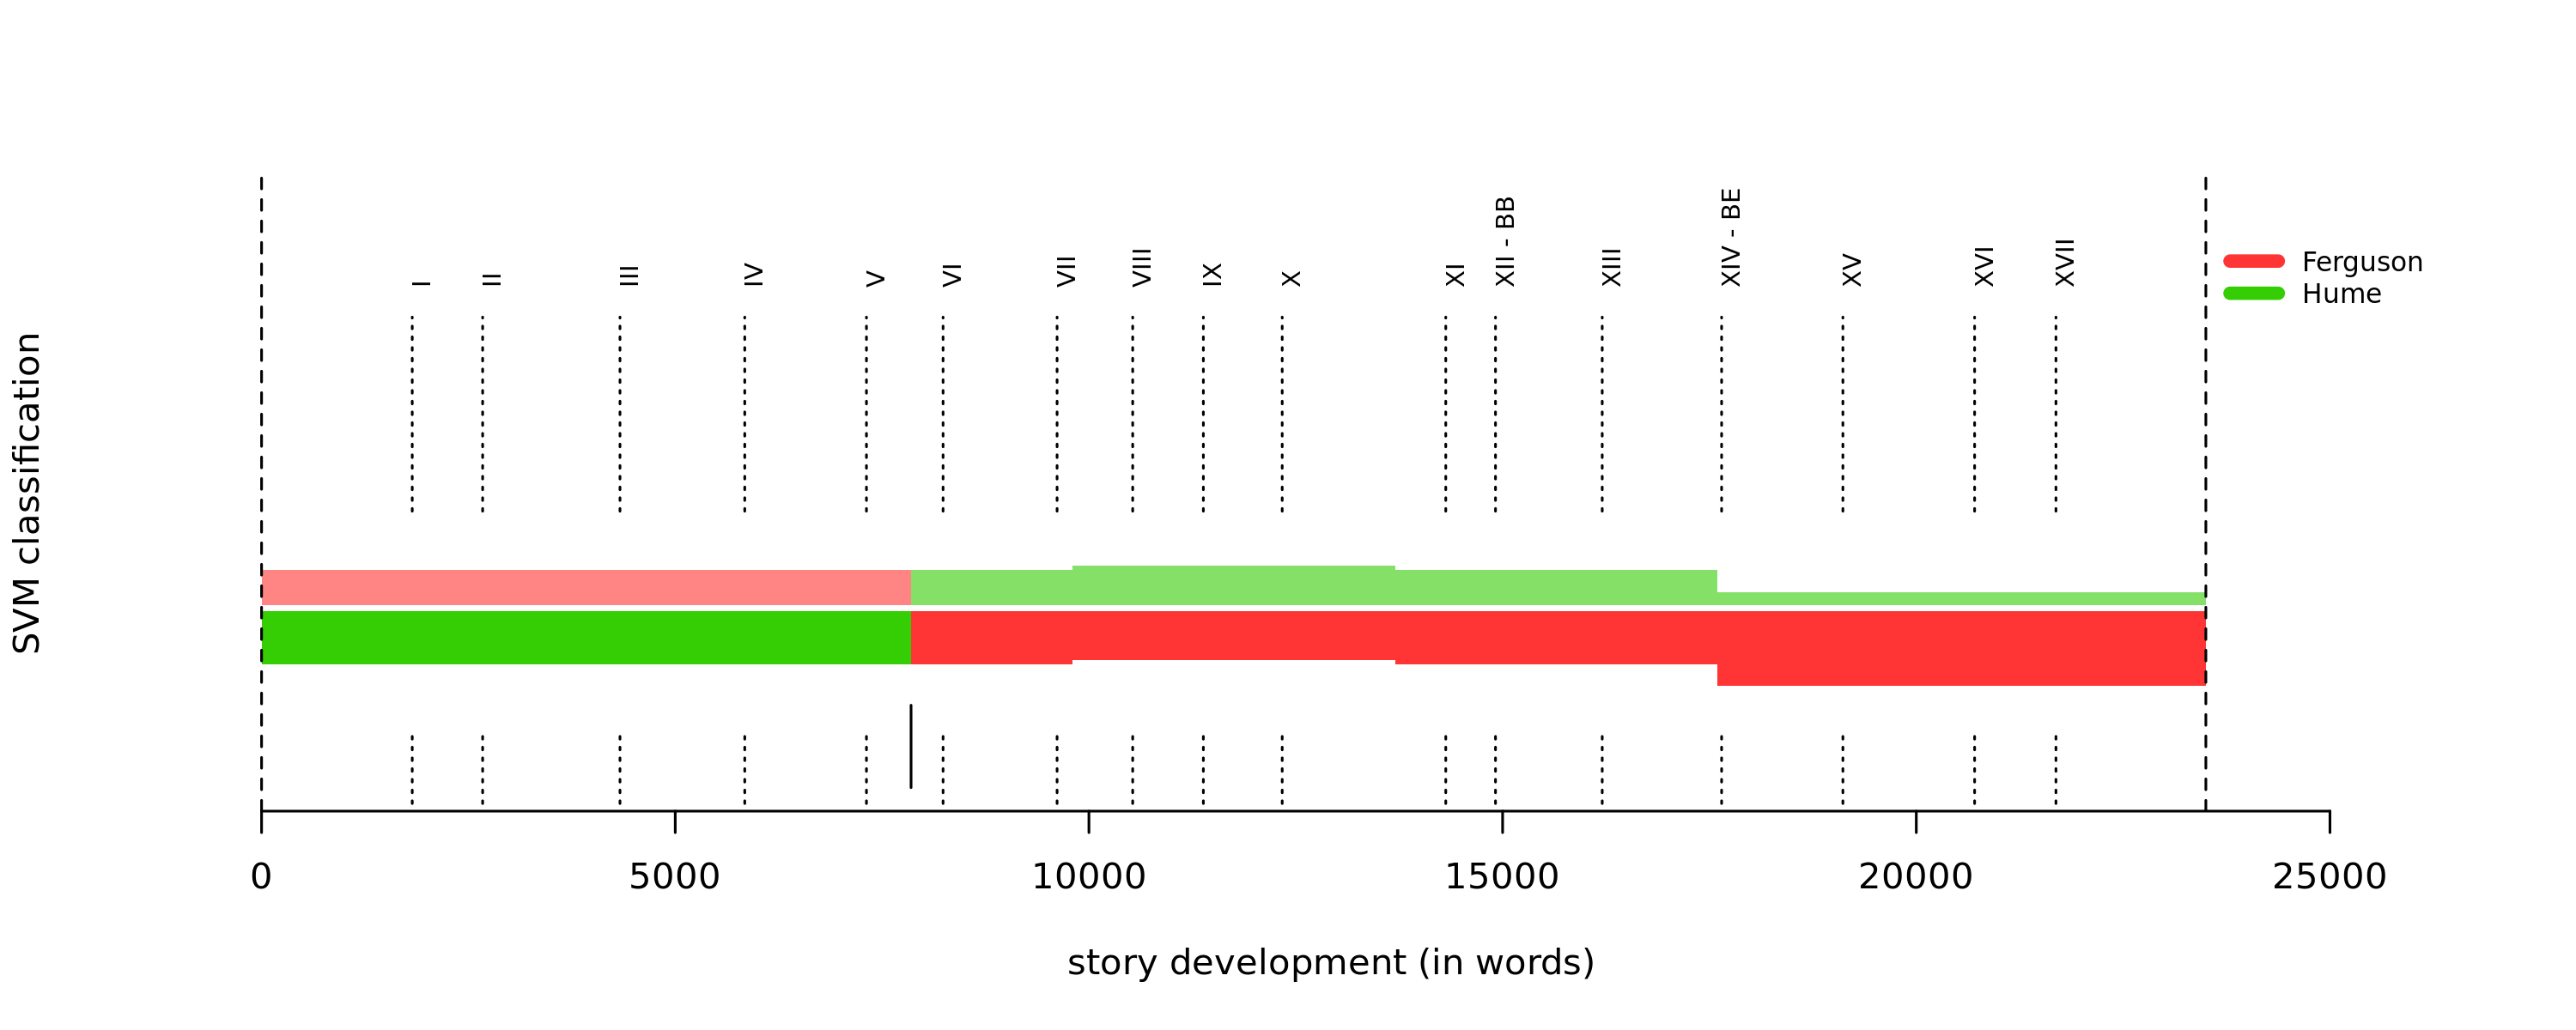 I
II
III
IV
V
VI
VII
VIII
IX
X
XI
XII - BB
XIII
XIV - BE
XV
XVI
XVII
Ferguson
Hume
SVM classification
0
5000
10000
15000
20000
25000
story development (in words)